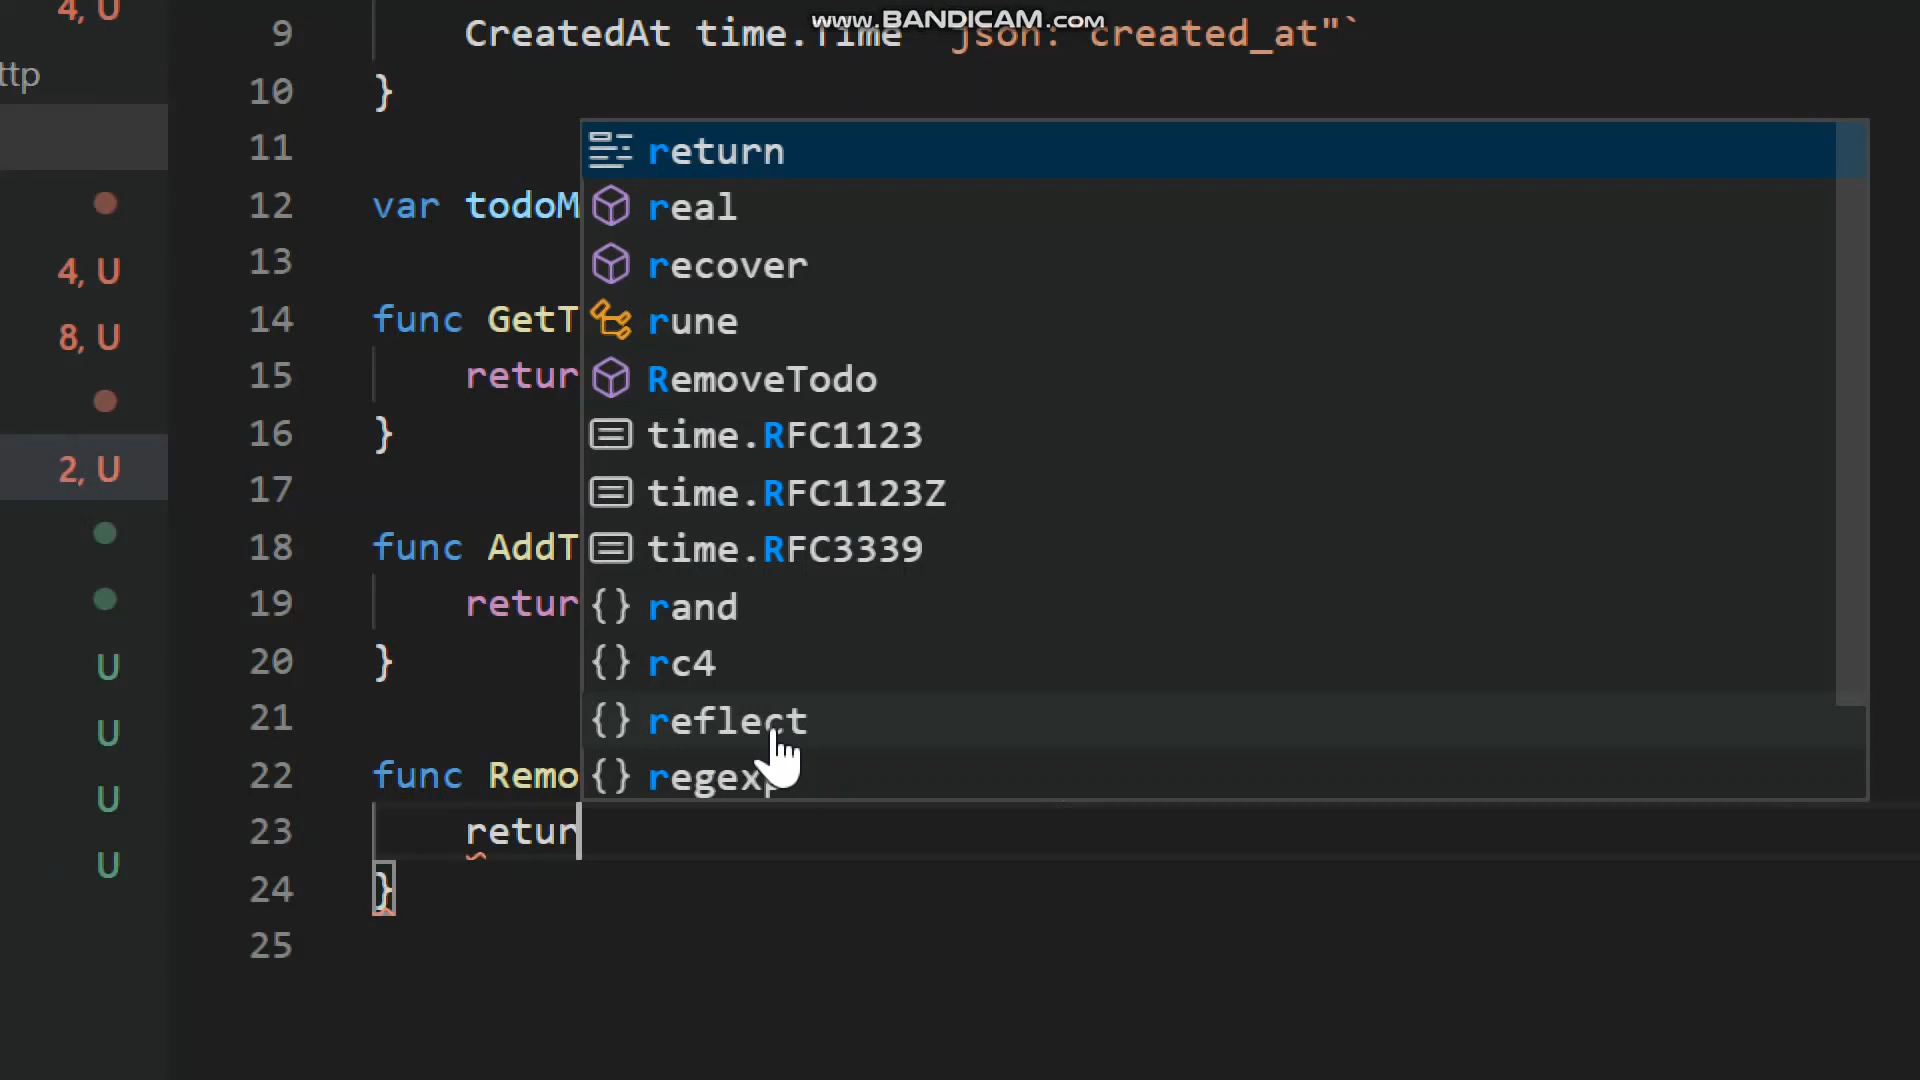 4, U
www.BANDICAM.com
9 CreatedAt time.Time `json:"created_at"`
ttp
10 }
11
return
12 var todoM
real
13
recover
14 func GetT
rune
15 retur
RemoveTodo
16 }
time.RFC1123
17
time.RFC1123Z
18 func AddT
time.RFC3339
19 retur
rand
20 }
rc4
21
reflect
22 func Remo
regexp
23 retur
24 }
25
4, U
8, U
2, U
U
U
U
U